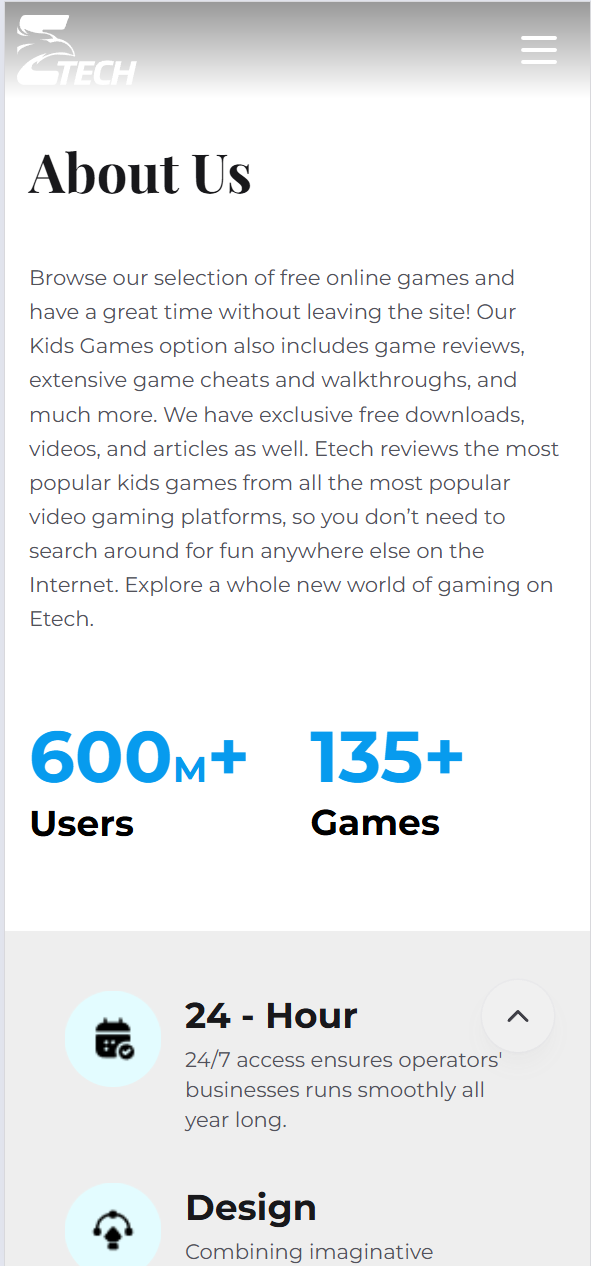 ETECH
About Us
Browse our selection of free online games and
have a great time without leaving the site! Our
Kids Games option also includes game reviews,
extensive game cheats and walkthroughs, and
much more. We have exclusive free downloads,
videos, and articles as well. Etech reviews the most
popular kids games from all the most popular
video gaming platforms, so you don’t need to
search around for fun anywhere else on the
Internet. Explore a whole new world of gaming on
Etech.
600M+
Users
135+
Games
24 - Hour
24/7 access ensures operators'
businesses runs smoothly all
year long.
Design
Combining imaginative